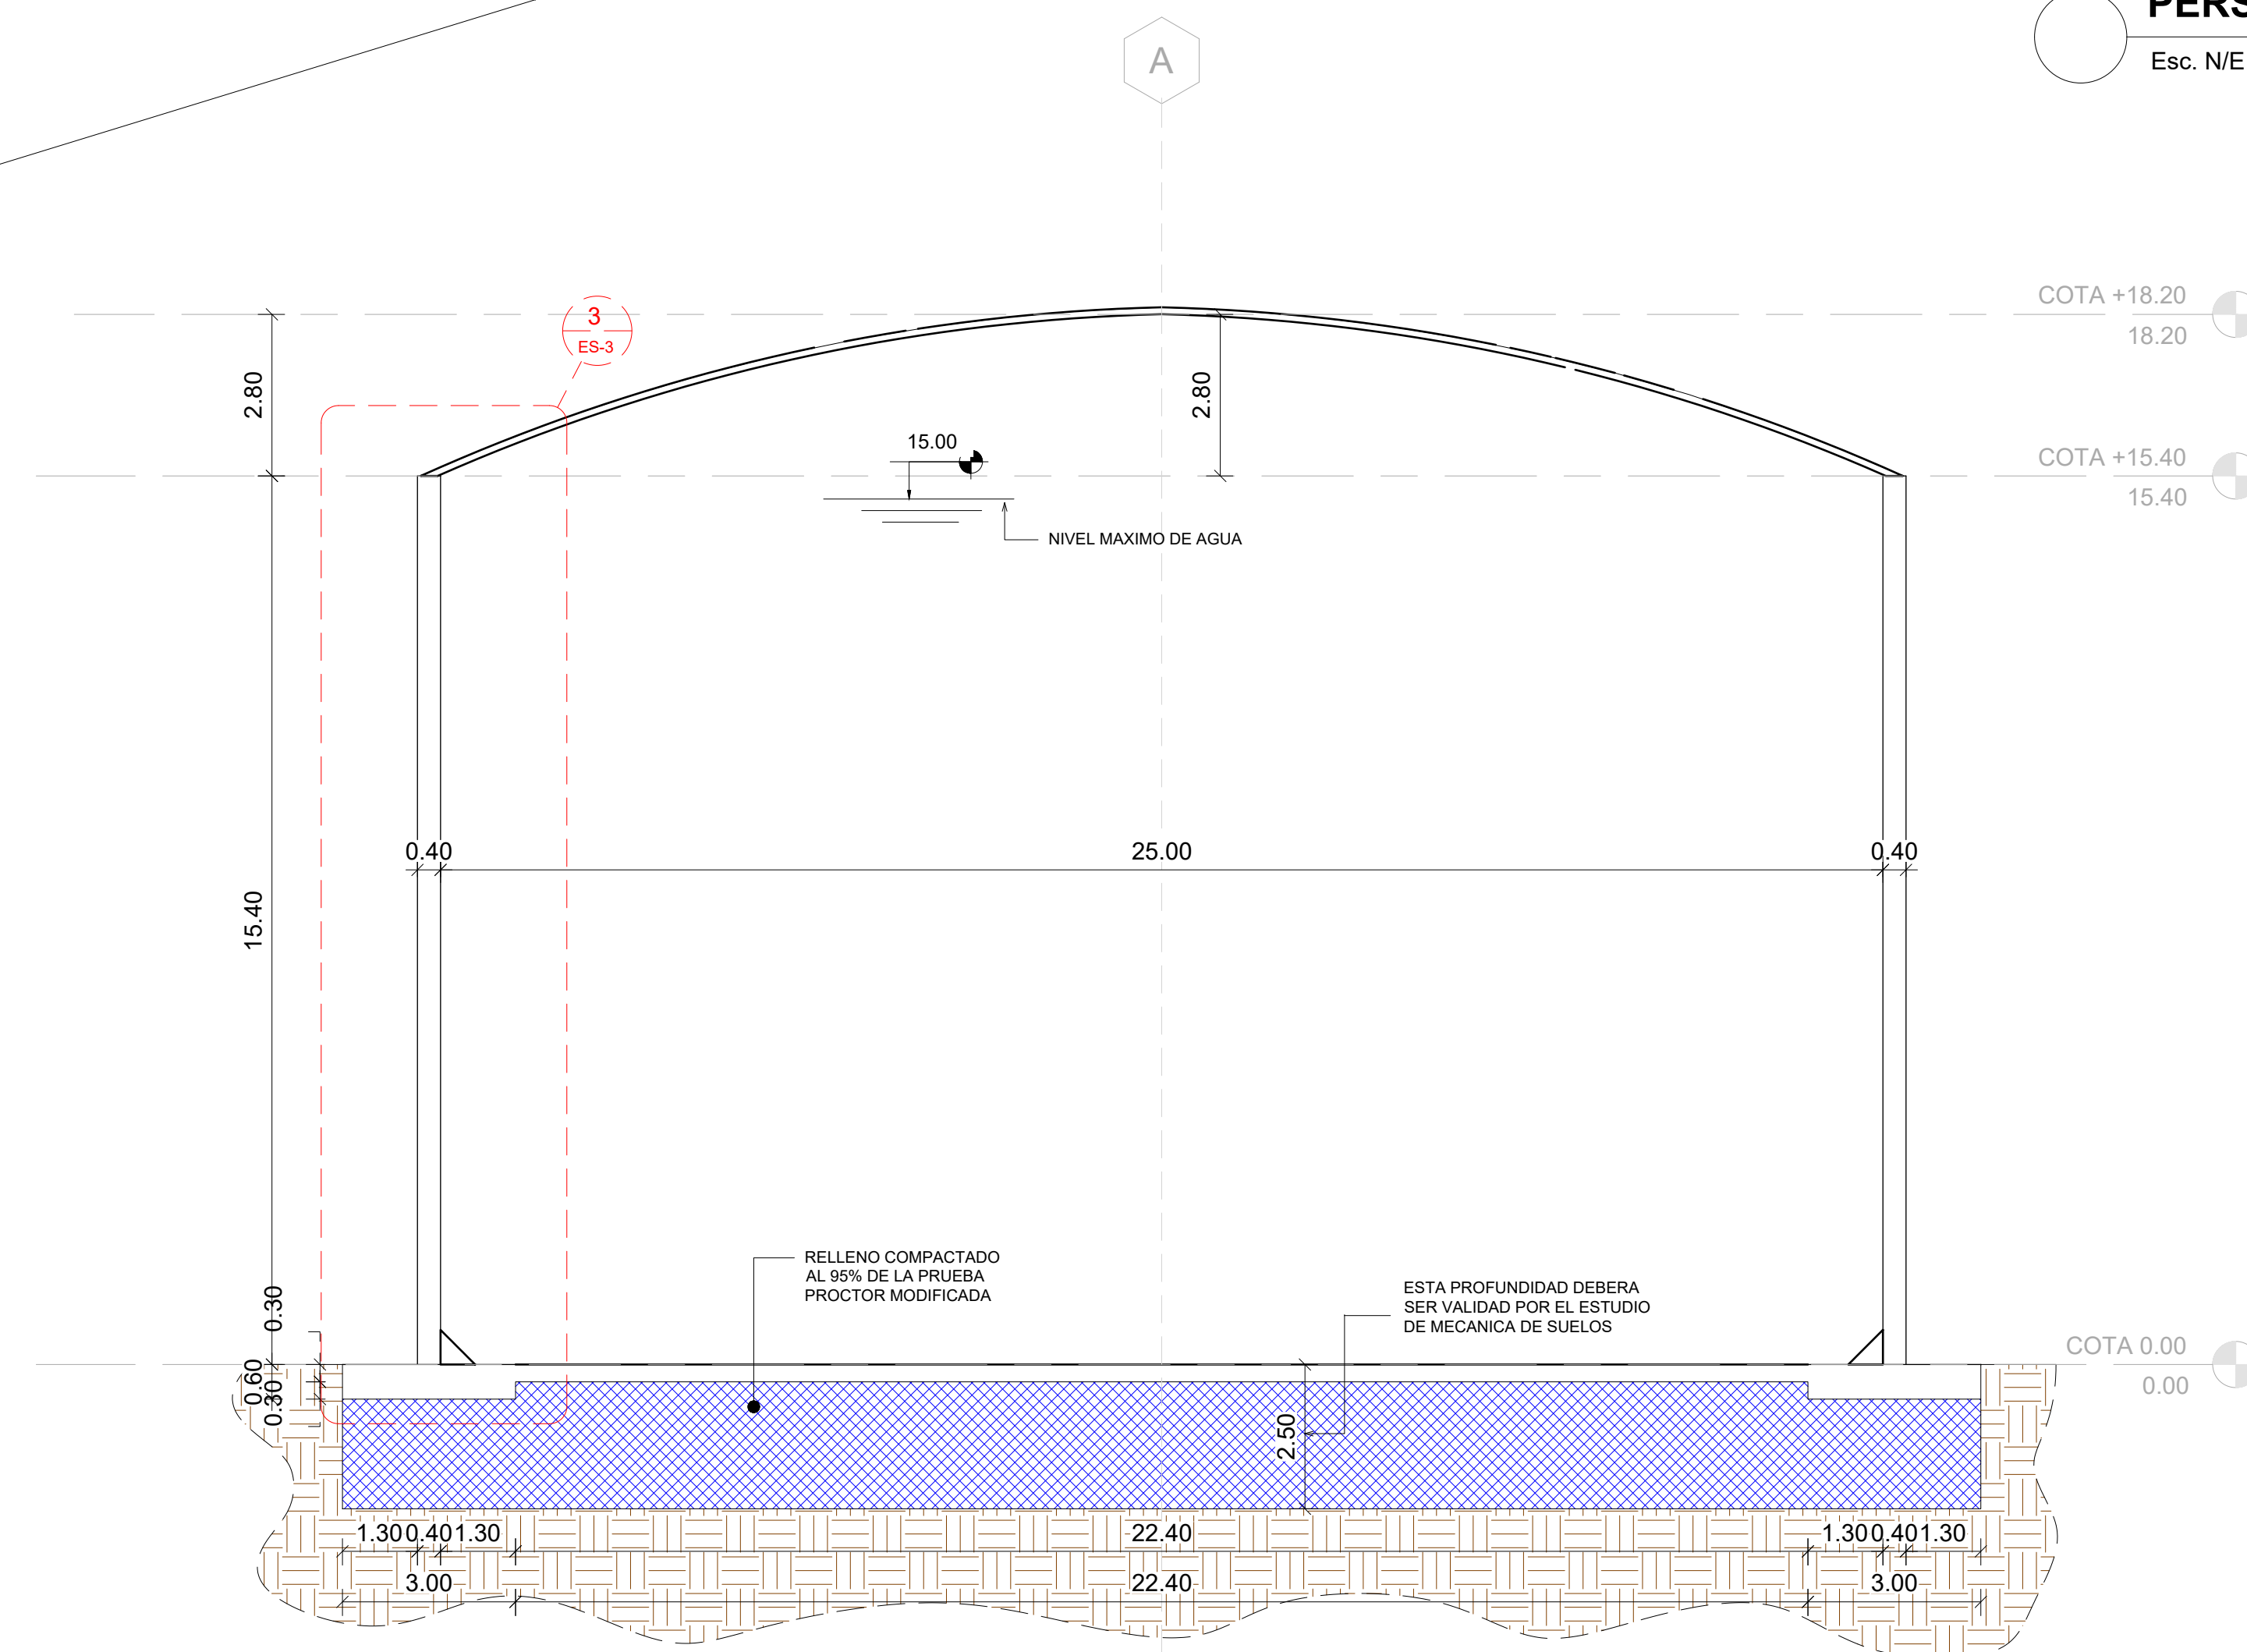 PERS
Esc. N/E
A
COTA +18.20
18.20
3
ES-3
2.80
2.80
15.00
COTA +15.40
15.40
NIVEL MAXIMO DE AGUA
0.40
25.00
0.40
15.40
RELLENO COMPACTADO
AL 95% DE LA PRUEBA
PROCTOR MODIFICADA
ESTA PROFUNDIDAD DEBERA
SER VALIDAD POR EL ESTUDIO
DE MECANICA DE SUELOS
0.30
COTA 0.00
0.00
0.60
0.30
2.50
1.30 0.40 1.30
22.40
1.30 0.40 1.30
3.00
22.40
3.00